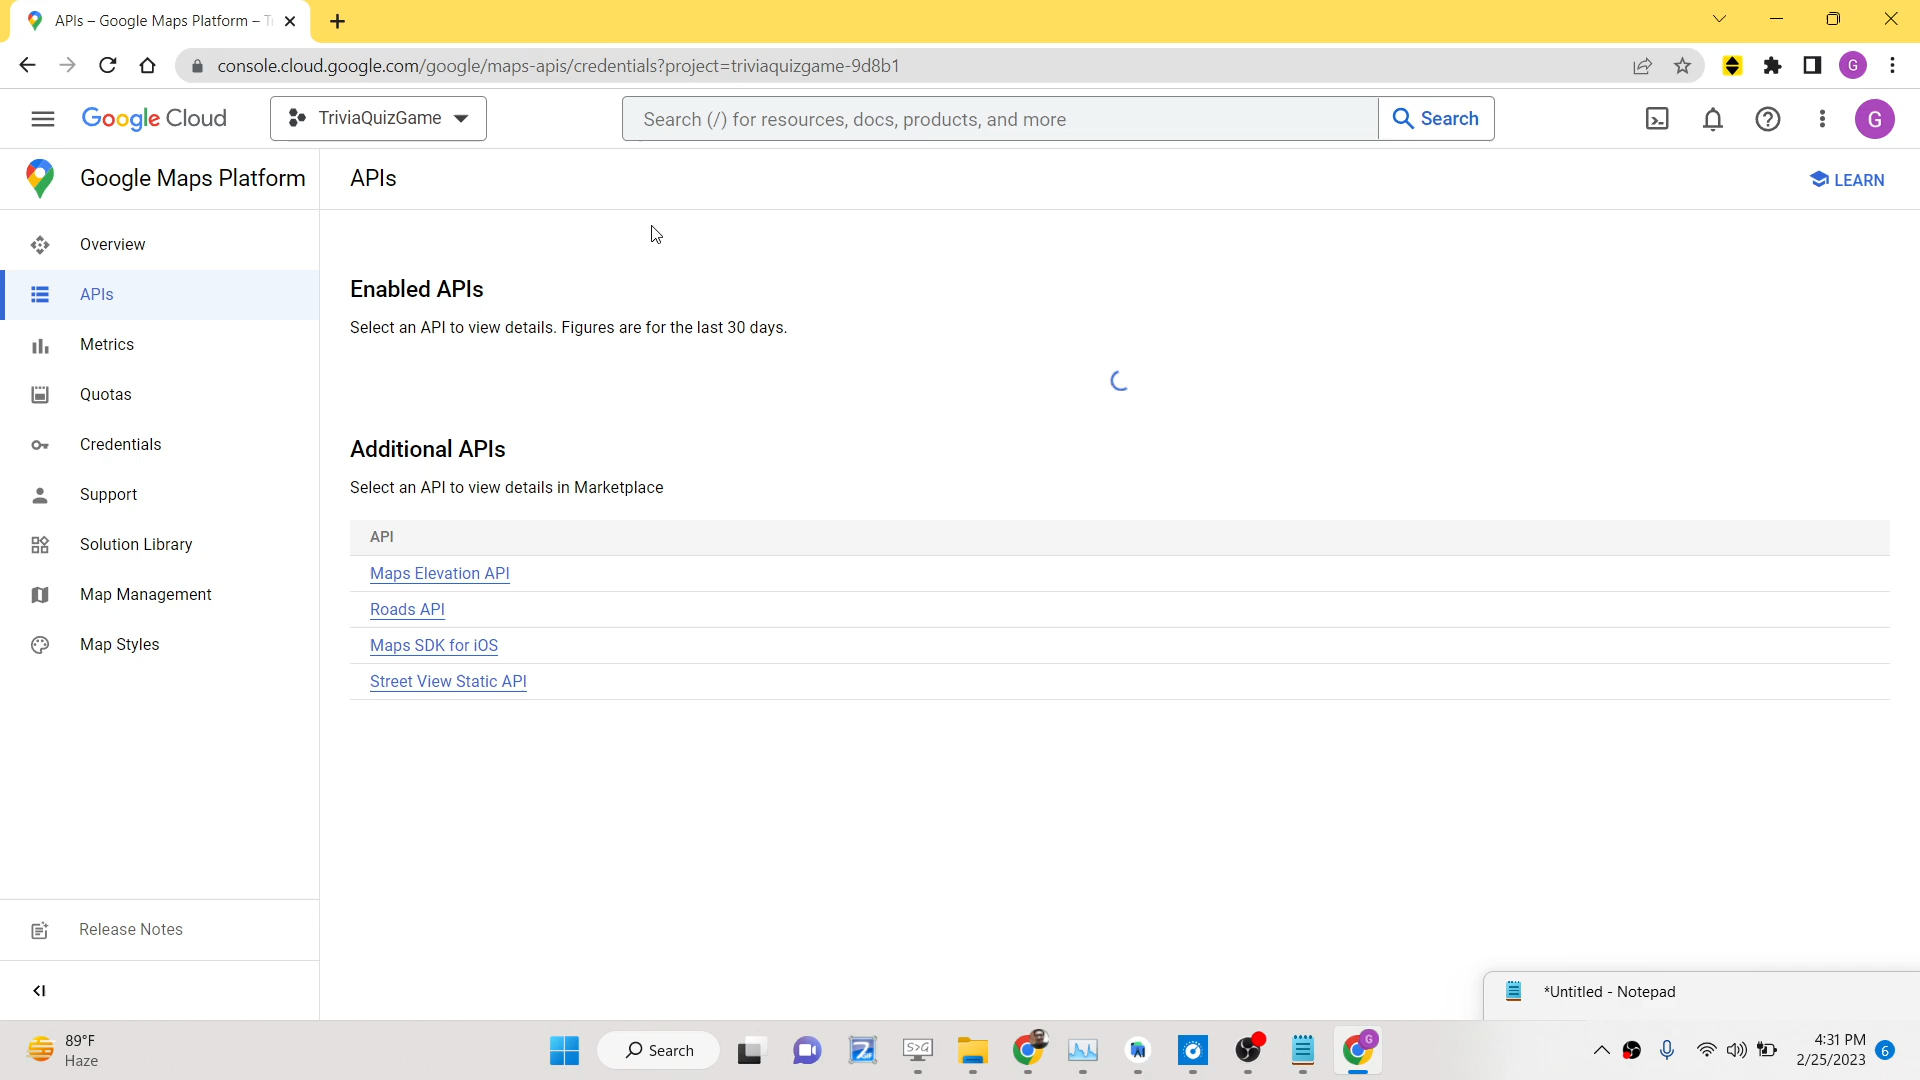 APIs – Google Maps Platform – T
console.cloud.google.com/google/maps-apis/credentials?project=triviaquizgame-9d8b1
G
Google Cloud
TriviaQuizGame
Search (/) for resources, docs, products, and more
Search
G
Google Maps Platform
APIs
LEARN
Overview
APIs
Metrics
Quotas
Credentials
Support
Solution Library
Map Management
Map Styles
Release Notes
Enabled APIs
Select an API to view details. Figures are for the last 30 days.
Additional APIs
Select an API to view details in Marketplace
API
Maps Elevation API
Roads API
Maps SDK for iOS
Street View Static API
*Untitled - Notepad
89°F
Haze
Search
S>G
G
4:31 PM
2/25/2023
6